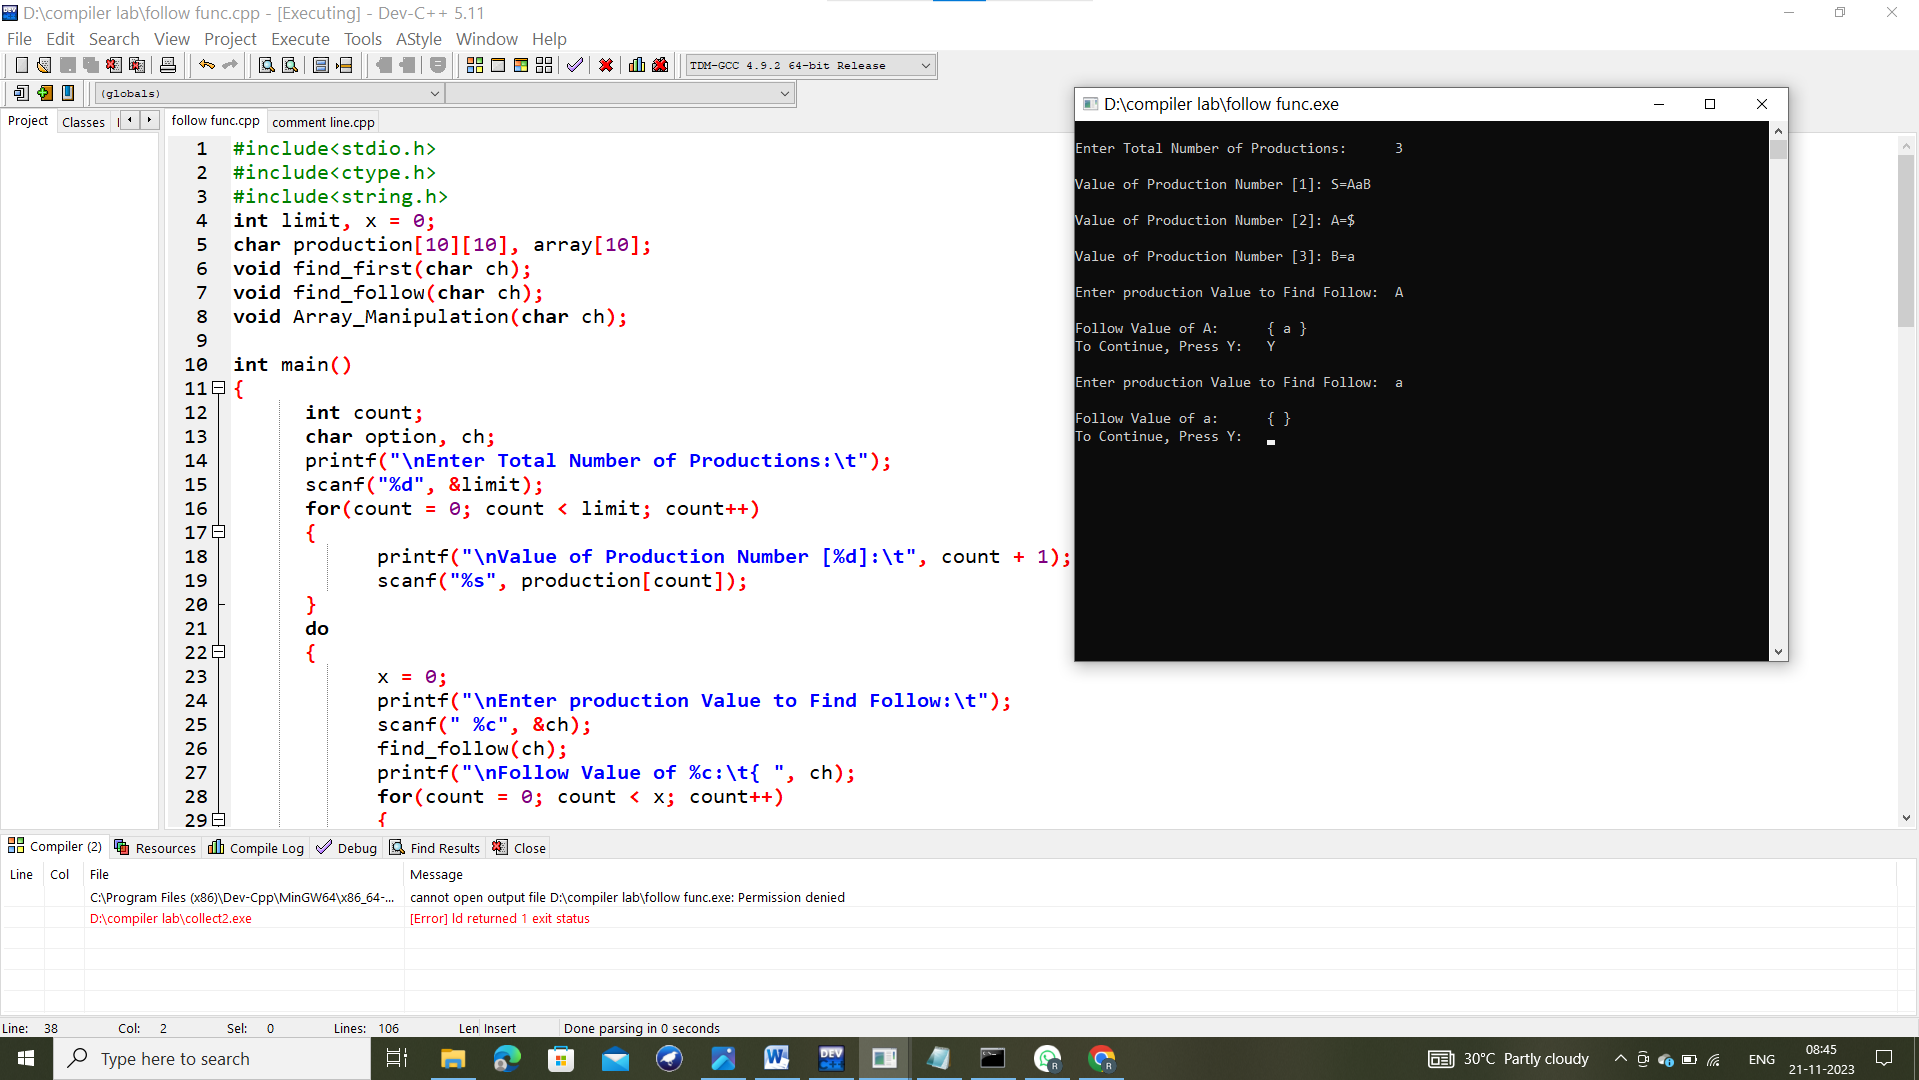 D:\compiler lab\follow func.cpp - [Executing] - Dev-C++ 5.11
File Edit Search View Project Execute Tools AStyle Window Help
TDM-GCC 4.9.2 64-bit Release
(globals)
Project Classes
follow func.cpp comment line.cpp
1 #include<stdio.h>
2 #include<ctype.h>
3 #include<string.h>
4 int limit, x = 0;
5 char production[10][10], array[10];
6 void find_first(char ch);
7 void find_follow(char ch);
8 void Array_Manipulation(char ch);
9
10 int main()
11 {
12 int count;
13 char option, ch;
14 printf("\nEnter Total Number of Productions:\t");
15 scanf("%d", &limit);
16 for(count = 0; count < limit; count++)
17 {
18 printf("\nValue of Production Number [%d]:\t", count + 1);
19 scanf("%s", production[count]);
20 }
21 do
22 {
23 x = 0;
24 printf("\nEnter production Value to Find Follow:\t");
25 scanf(" %c", &ch);
26 find_follow(ch);
27 printf("\nFollow Value of %c:\t{ ", ch);
28 for(count = 0; count < x; count++)
29 {
D:\compiler lab\follow func.exe
Enter Total Number of Productions: 3
Value of Production Number [1]: S=AaB
Value of Production Number [2]: A=$
Value of Production Number [3]: B=a
Enter production Value to Find Follow: A
Follow Value of A: { a }
To Continue, Press Y: Y
Enter production Value to Find Follow: a
Follow Value of a: { }
To Continue, Press Y:
Compiler (2) Resources Compile Log Debug Find Results Close
Line Col File Message
C:\Program Files (x86)\Dev-Cpp\MinGW64\x86_64-... cannot open output file D:\compiler lab\follow func.exe: Permission denied
D:\compiler lab\collect2.exe [Error] ld returned 1 exit status
Line: 38 Col: 2 Sel: 0 Lines: 106 Len Insert Done parsing in 0 seconds
Type here to search
DEV
30°C Partly cloudy
ENG
08:45
21-11-2023